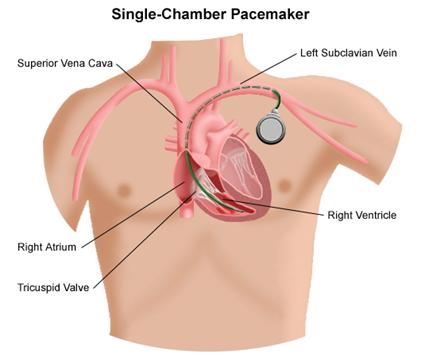 Single-Chamber Pacemaker
Left Subclavian Vein
Superior Vena Cava
Right Ventricle
Right Atrium
Tricuspid Valve